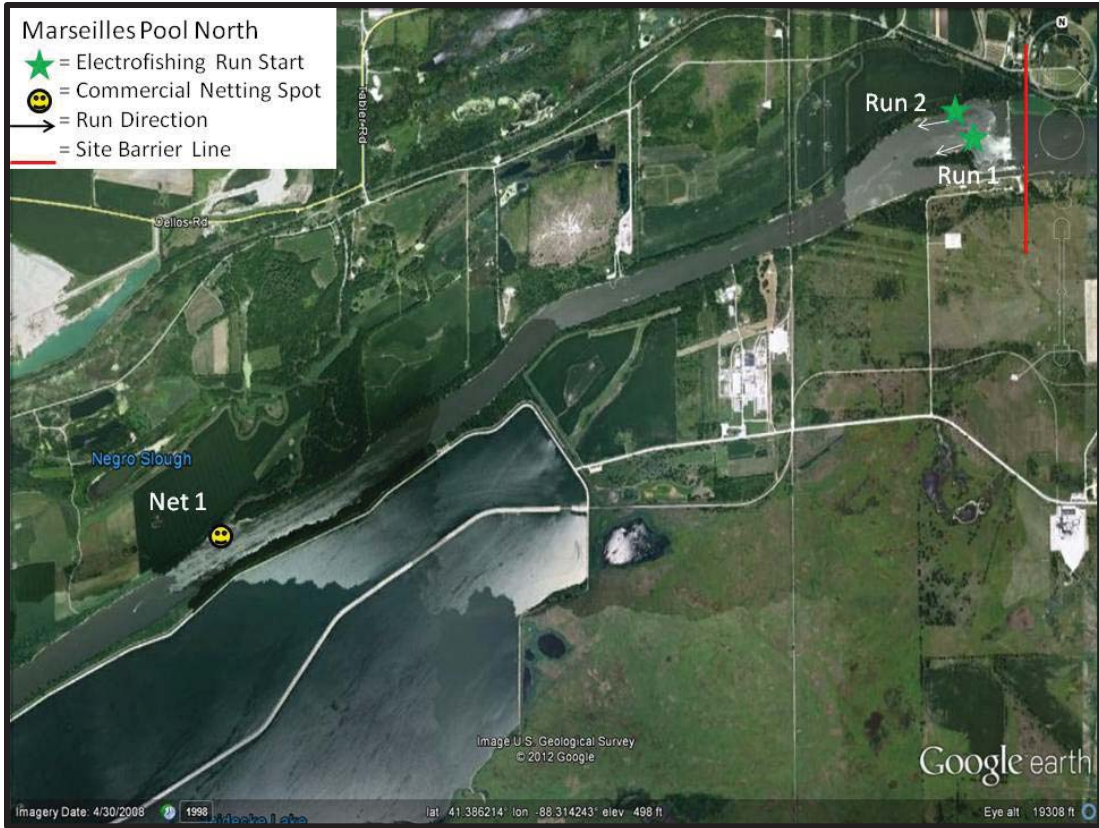 Marseilles Pool North
= Electrofishing Run Start
= Commercial Netting Spot
= Run Direction
= Site Barrier Line
N
Run 2
Run 1
Tabler Rd
Dellos Rd
Negro Slough
Net 1
Image U.S. Geological Survey
© 2012 Google
Google earth
Imagery Date: 4/30/2008
1998
lat 41.386214° lon -88.314243° elev 498 ft
Eye alt 19308 ft